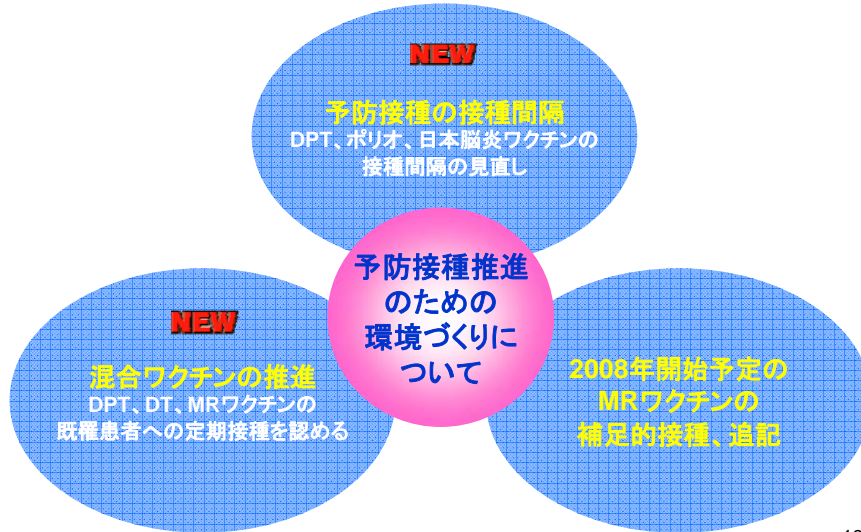 NEW
予防接種の接種間隔
DPT、ポリオ、日本脳炎ワクチンの
接種間隔の見直し
予防接種推進
のための
環境づくりに
ついて
NEW
混合ワクチンの推進
DPT、DT、MRワクチンの
既罹患者への定期接種を認める
2008年開始予定の
MRワクチンの
補足的接種、追記